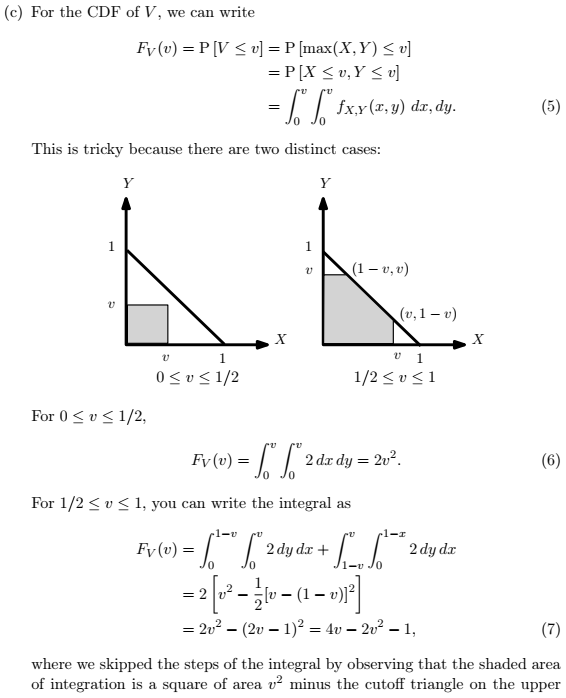 (c) For the CDF of V, we can write
F_V(v) = P [V ≤ v] = P [max(X, Y) ≤ v]
= P [X ≤ v, Y ≤ v]
= ∫_0^v ∫_0^v f_{X,Y}(x, y) dx, dy. (5)
This is tricky because there are two distinct cases:
Y
1
v
X
v 1
0 ≤ v ≤ 1/2
Y
1
v
(1 − v, v)
(v, 1 − v)
X
v 1
1/2 ≤ v ≤ 1
For 0 ≤ v ≤ 1/2,
F_V(v) = ∫_0^v ∫_0^v 2 dx dy = 2v^2. (6)
For 1/2 ≤ v ≤ 1, you can write the integral as
F_V(v) = ∫_0^{1−v} ∫_0^v 2 dy dx + ∫_{1−v}^v ∫_0^{1−x} 2 dy dx
= 2 [v^2 − 1/2 [v − (1 − v)]^2]
= 2v^2 − (2v − 1)^2 = 4v − 2v^2 − 1, (7)
where we skipped the steps of the integral by observing that the shaded area
of integration is a square of area v^2 minus the cutoff triangle on the upper